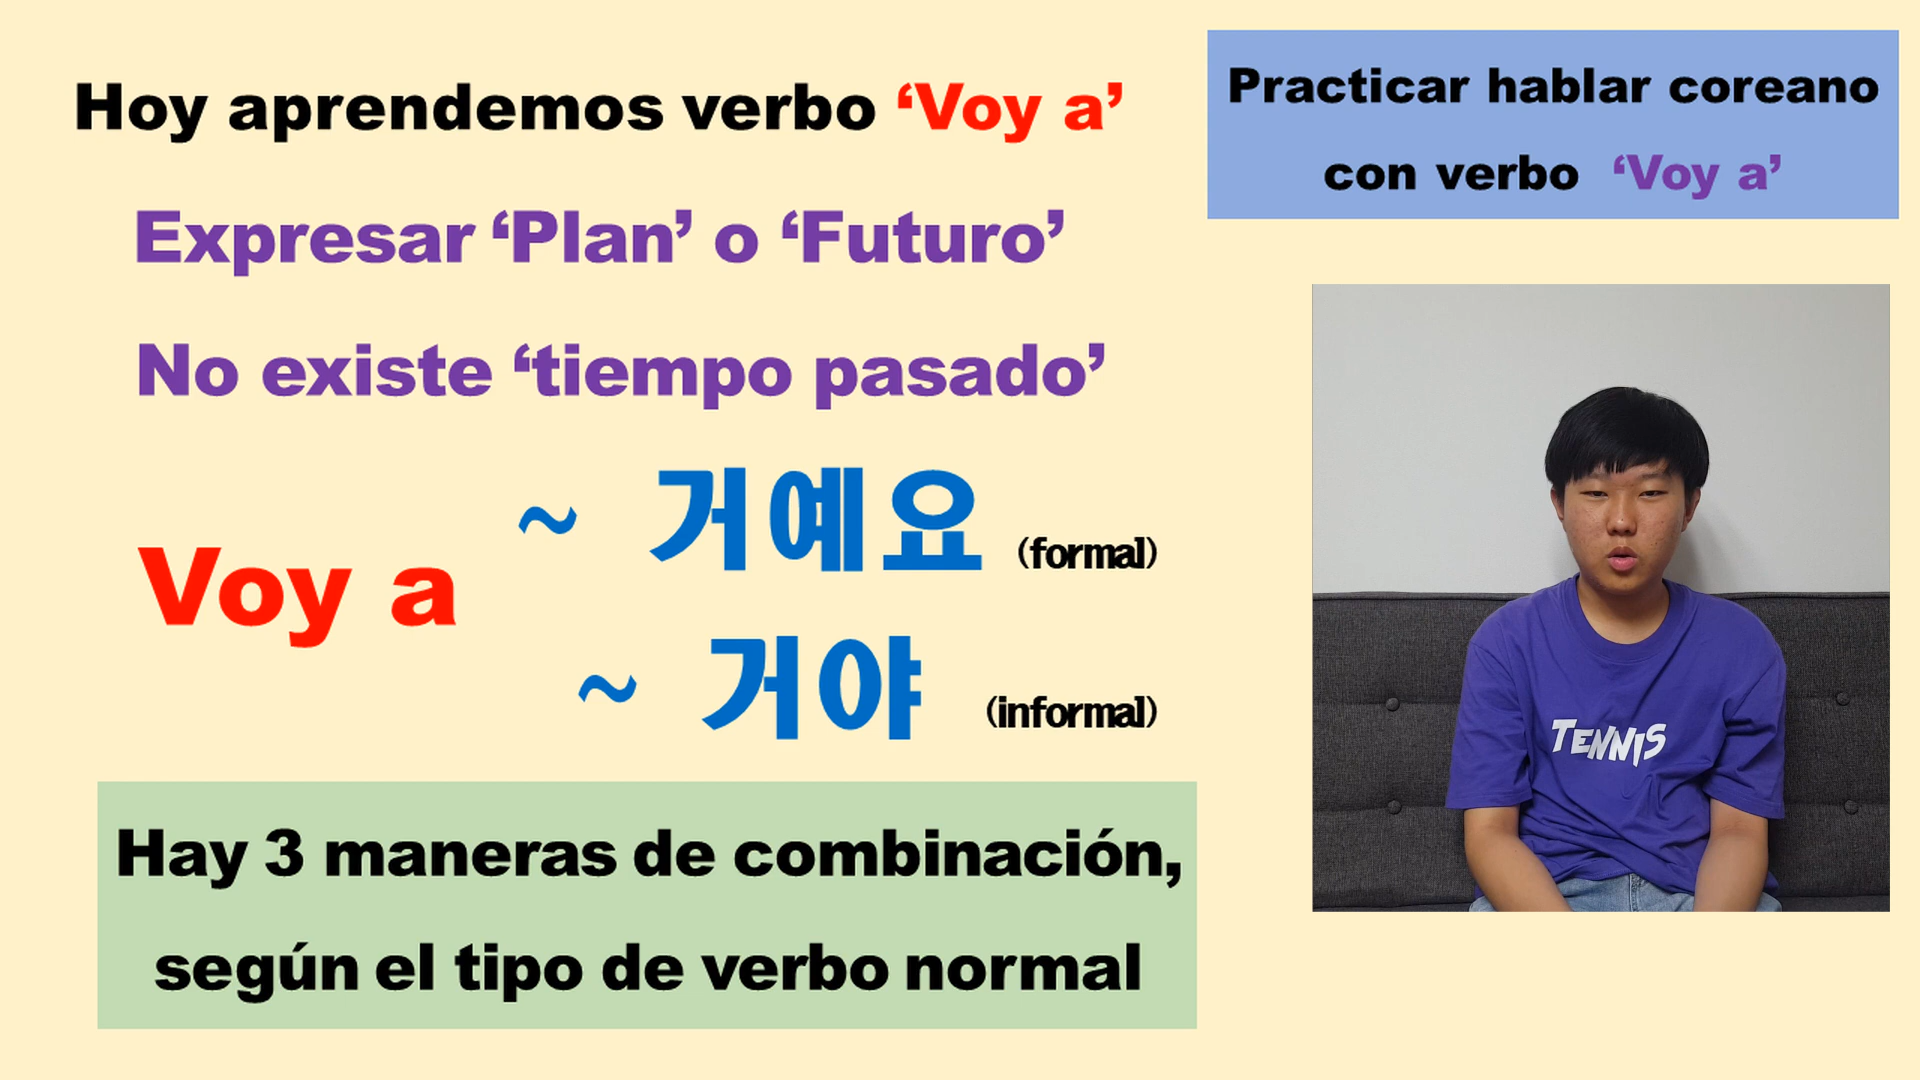 Hoy aprendemos verbo ‘Voy a’
Expresar ‘Plan’ o ‘Futuro’
No existe ‘tiempo pasado’
Voy a
~ 거예요 (formal)
~ 거야 (informal)
Hay 3 maneras de combinación,
según el tipo de verbo normal
Practicar hablar coreano
con verbo ‘Voy a’
TENNIS